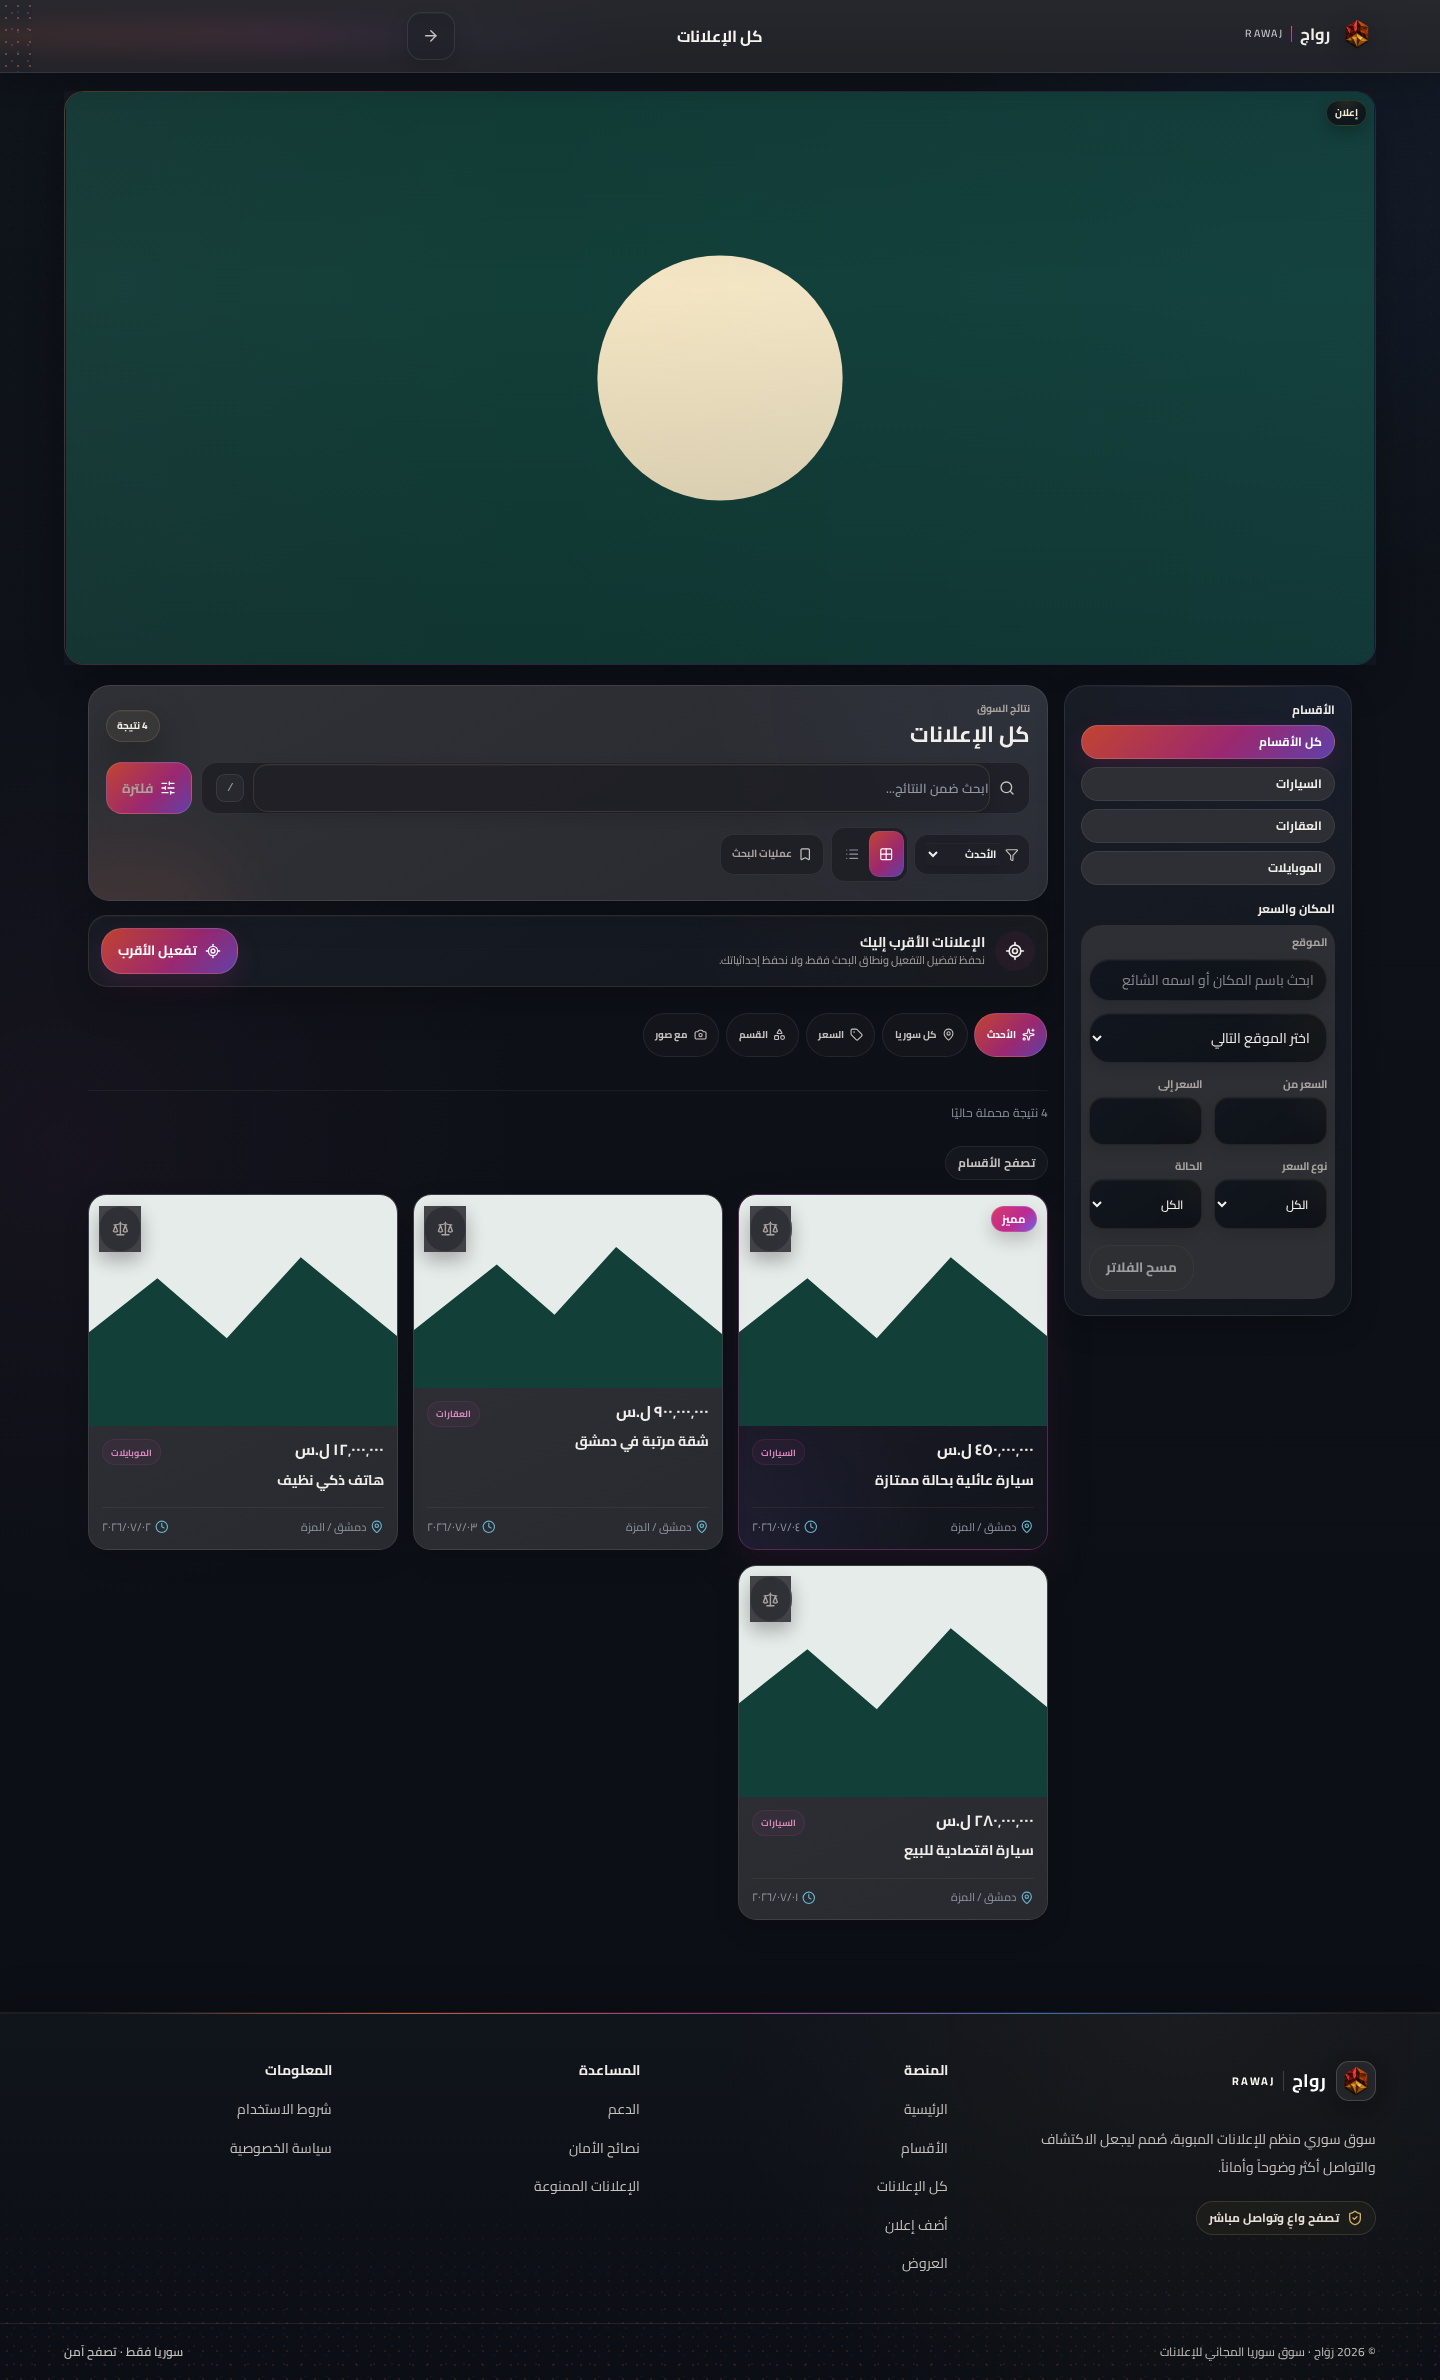 رواج | RAWAJ
كل الإعلانات
إعلان
الأقسام
كل الأقسام
السيارات
العقارات
الموبايلات
المكان والسعر
الموقع
ابحث باسم المكان أو اسمه الشائع
اختر الموقع التالي
السعر من
السعر إلى
نوع السعر
الحالة
الكل
الكل
مسح الفلاتر
نتائج السوق
كل الإعلانات
4 نتيجة
ابحث ضمن النتائج...
/
فلترة
الأحدث
عمليات البحث
الإعلانات الأقرب إليك
نحفظ تفضيل التفعيل ونطاق البحث فقط، ولا نحفظ إحداثياتك.
تفعيل الأقرب
الأحدث
كل سوريا
السعر
القسم
مع صور
4 نتيجة محملة حاليًا
تصفح الأقسام
مميز
٤٥٠٬٠٠٠٬٠٠٠ ل.س
السيارات
سيارة عائلية بحالة ممتازة
دمشق / المزة
٢٠٢٦/٠٧/٠٤
٩٠٠٬٠٠٠٬٠٠٠ ل.س
العقارات
شقة مرتبة في دمشق
دمشق / المزة
٢٠٢٦/٠٧/٠٣
١٢٬٠٠٠٬٠٠٠ ل.س
الموبايلات
هاتف ذكي نظيف
دمشق / المزة
٢٠٢٦/٠٧/٠٢
٢٨٠٬٠٠٠٬٠٠٠ ل.س
السيارات
سيارة اقتصادية للبيع
دمشق / المزة
٢٠٢٦/٠٧/٠١
رواج | RAWAJ
سوق سوري منظم للإعلانات المبوبة، صُمم ليجعل الاكتشاف
والتواصل أكثر وضوحاً وأماناً.
تصفح واعٍ وتواصل مباشر
المنصة
الرئيسية
الأقسام
كل الإعلانات
أضف إعلان
العروض
المساعدة
الدعم
نصائح الأمان
الإعلانات الممنوعة
المعلومات
شروط الاستخدام
سياسة الخصوصية
© 2026 رَوَاج · سوق سوريا المجاني للإعلانات
سوريا فقط · تصفح آمن